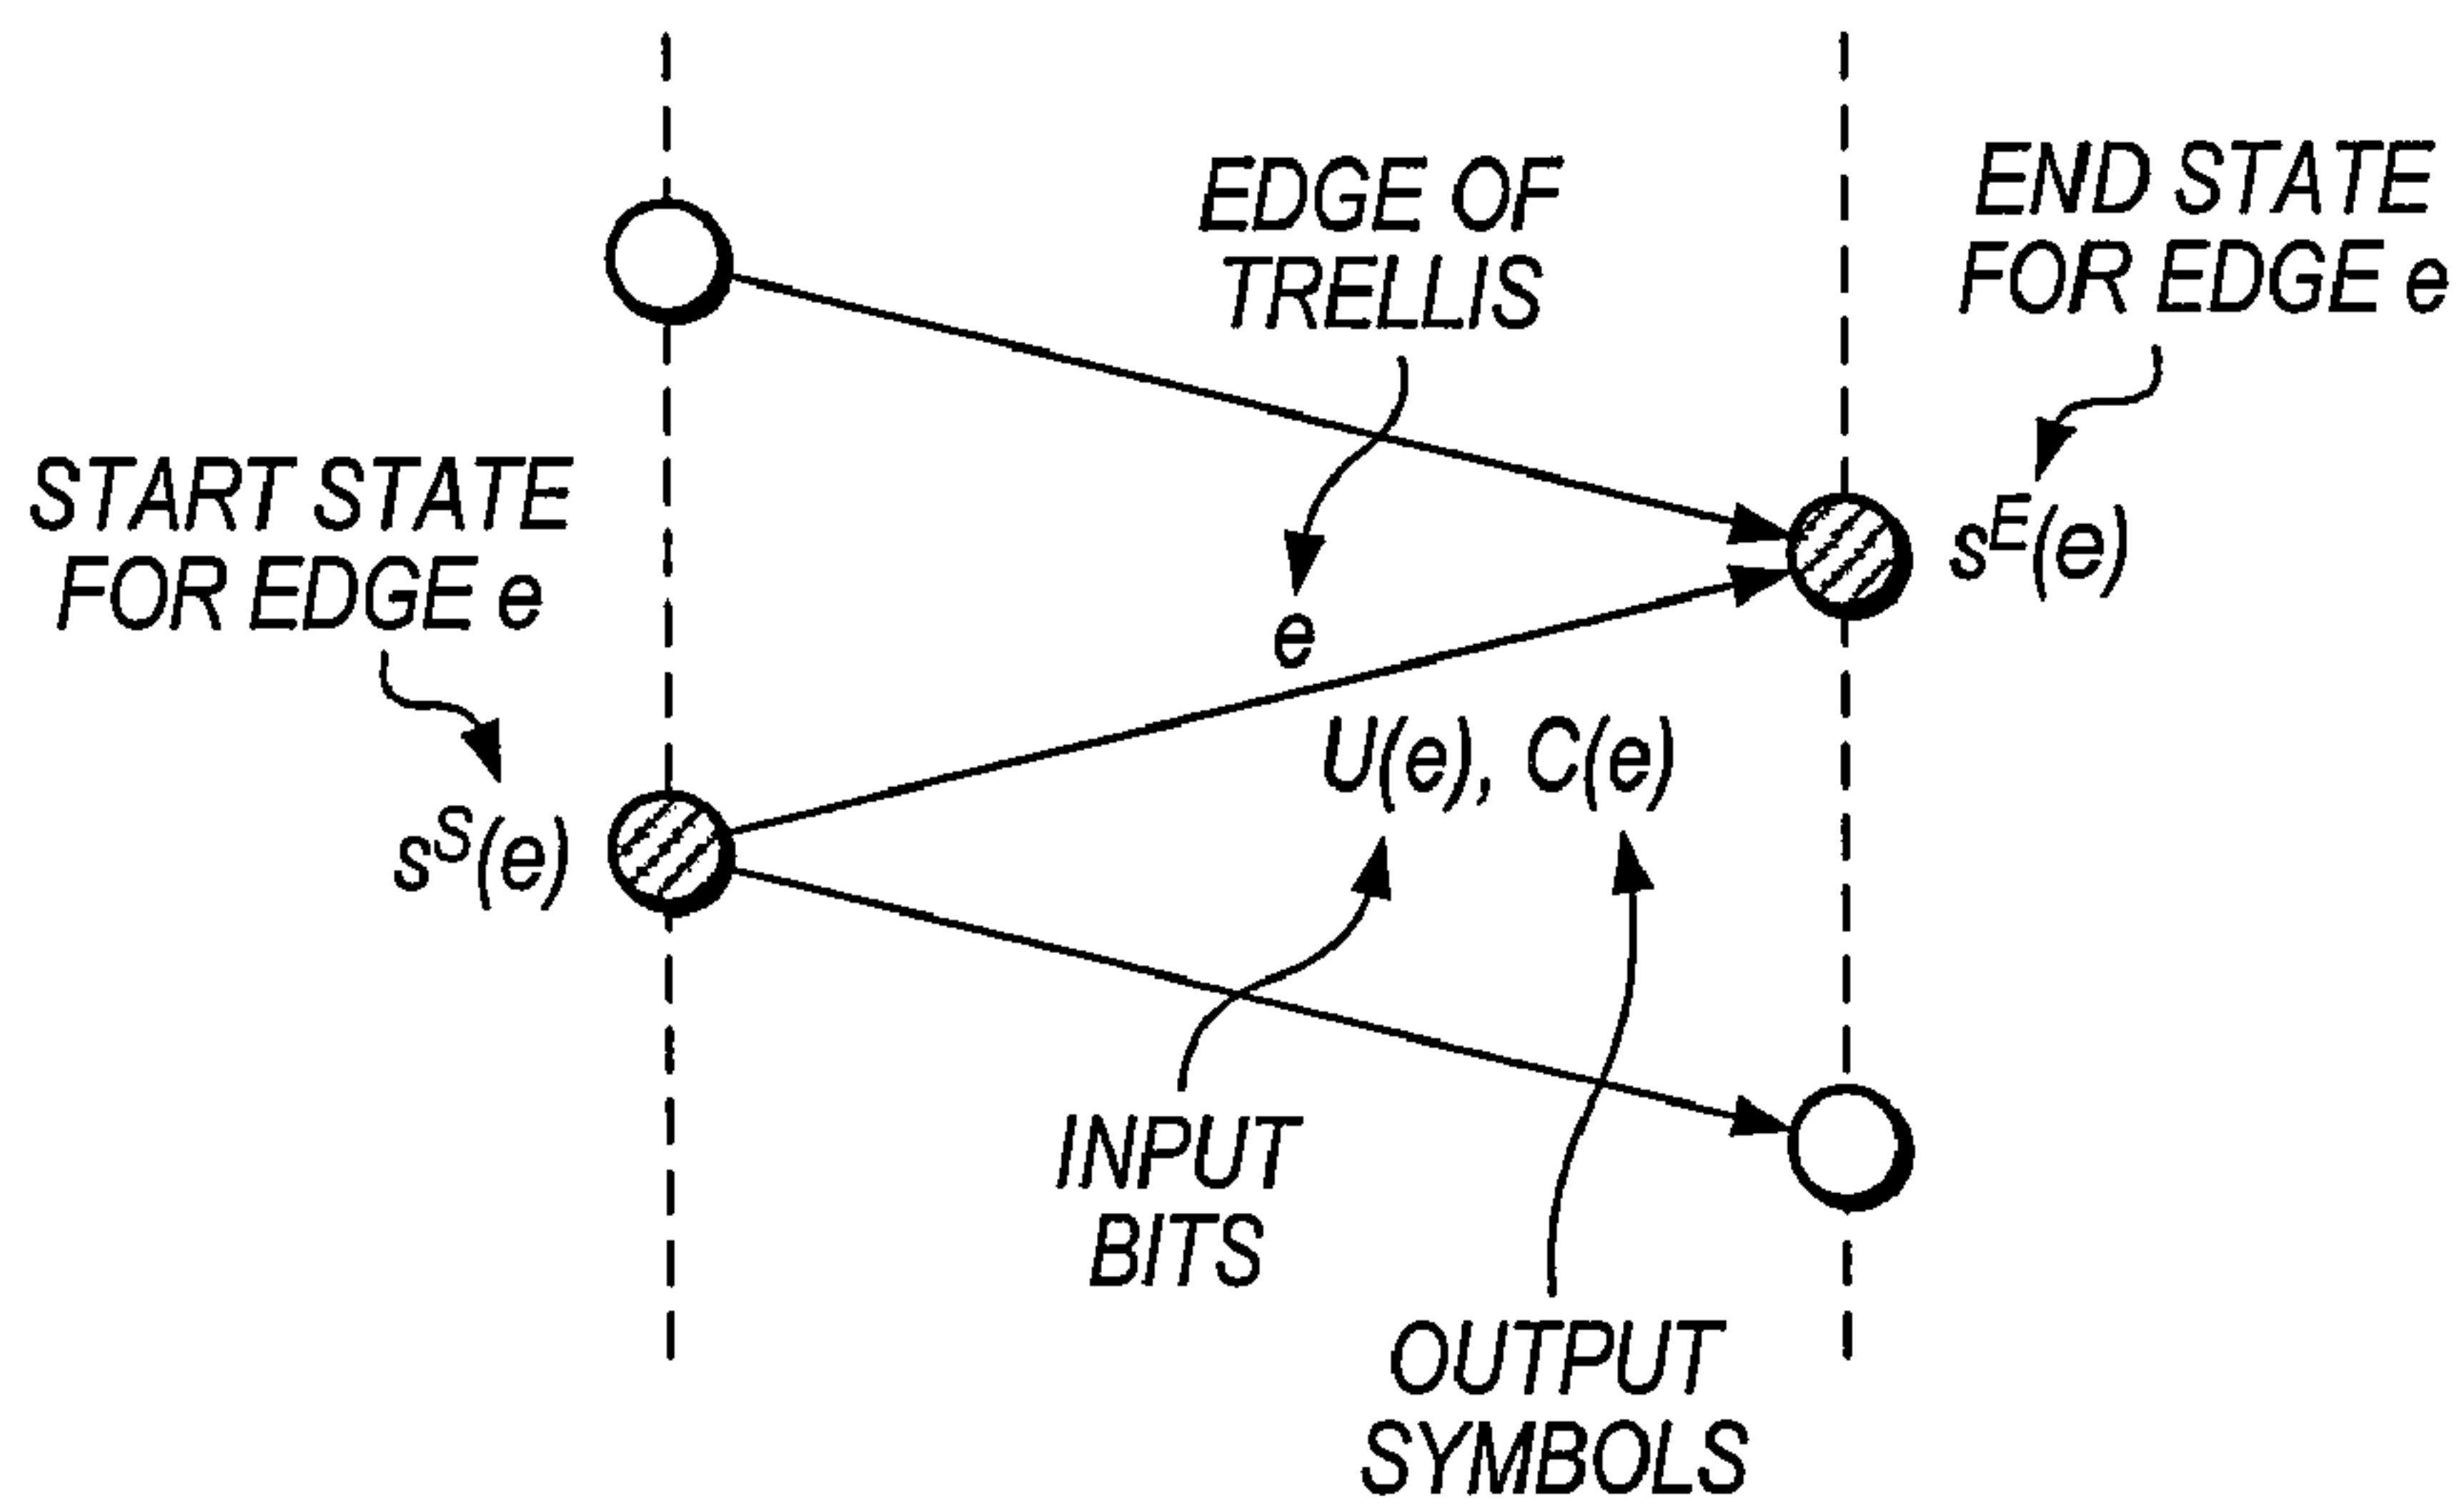 EDGE OF
TRELLIS
END STATE
FOR EDGE e
START STATE
FOR EDGE e
e
s^E(e)
U(e), C(e)
s^S(e)
INPUT
BITS
OUTPUT
SYMBOLS